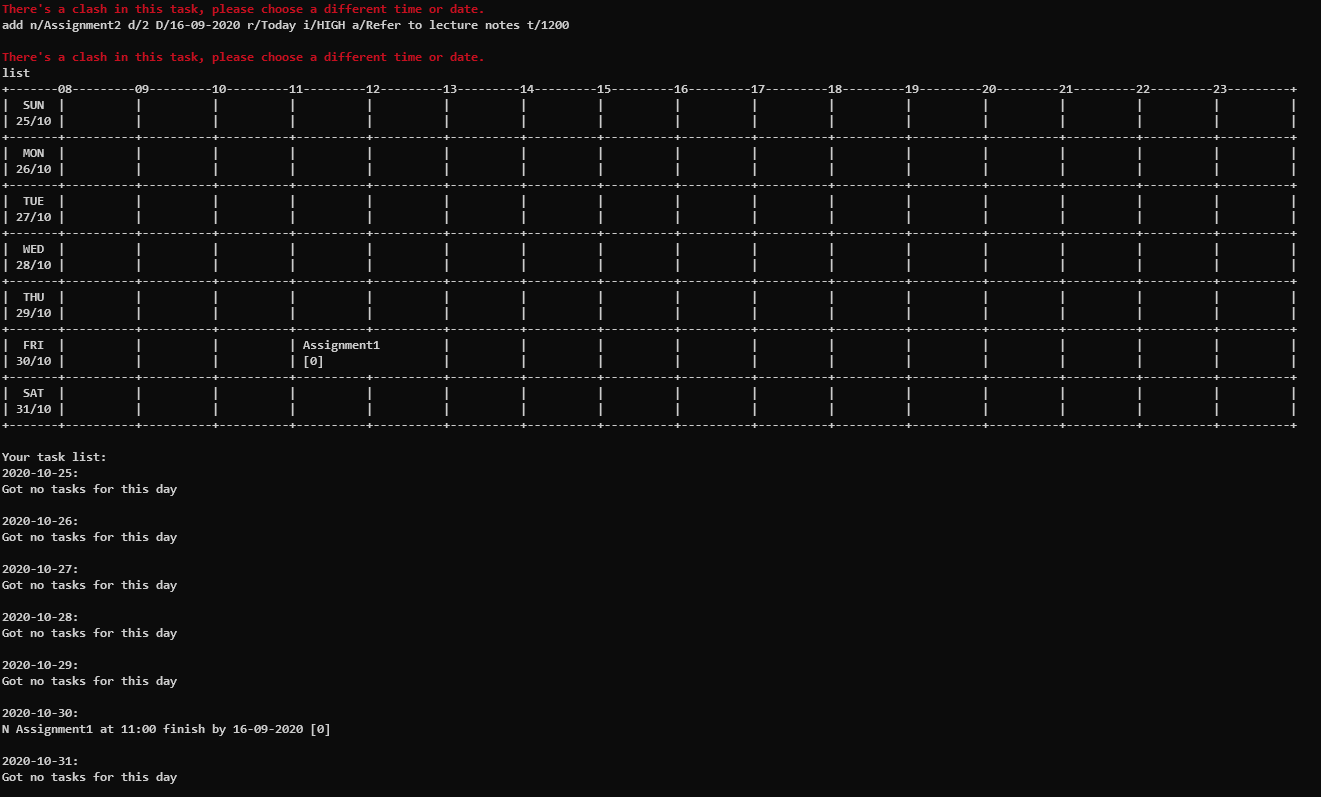 There's a clash in this task, please choose a different time or date.
add n/Assignment2 d/2 D/16-09-2020 r/Today i/HIGH a/Refer to lecture notes t/1200
There's a clash in this task, please choose a different time or date.
list
+-------08---------09---------10---------11---------12---------13---------14---------15---------16---------17---------18---------19---------20---------21---------22---------23---------+
| SUN | | | | | | | | | | | | | | | | |
| 25/10 | | | | | | | | | | | | | | | | |
+-------+----------+----------+----------+----------+----------+----------+----------+----------+----------+----------+----------+----------+----------+----------+----------+----------+
| MON | | | | | | | | | | | | | | | | |
| 26/10 | | | | | | | | | | | | | | | | |
+-------+----------+----------+----------+----------+----------+----------+----------+----------+----------+----------+----------+----------+----------+----------+----------+----------+
| TUE | | | | | | | | | | | | | | | | |
| 27/10 | | | | | | | | | | | | | | | | |
+-------+----------+----------+----------+----------+----------+----------+----------+----------+----------+----------+----------+----------+----------+----------+----------+----------+
| WED | | | | | | | | | | | | | | | | |
| 28/10 | | | | | | | | | | | | | | | | |
+-------+----------+----------+----------+----------+----------+----------+----------+----------+----------+----------+----------+----------+----------+----------+----------+----------+
| THU | | | | | | | | | | | | | | | | |
| 29/10 | | | | | | | | | | | | | | | | |
+-------+----------+----------+----------+----------+----------+----------+----------+----------+----------+----------+----------+----------+----------+----------+----------+----------+
| FRI | | | | Assignment1 | | | | | | | | | | | |
| 30/10 | | | | [0] | | | | | | | | | | | |
+-------+----------+----------+----------+----------+----------+----------+----------+----------+----------+----------+----------+----------+----------+----------+----------+----------+
| SAT | | | | | | | | | | | | | | | | |
| 31/10 | | | | | | | | | | | | | | | | |
+-------+----------+----------+----------+----------+----------+----------+----------+----------+----------+----------+----------+----------+----------+----------+----------+----------+
Your task list:
2020-10-25:
Got no tasks for this day
2020-10-26:
Got no tasks for this day
2020-10-27:
Got no tasks for this day
2020-10-28:
Got no tasks for this day
2020-10-29:
Got no tasks for this day
2020-10-30:
N Assignment1 at 11:00 finish by 16-09-2020 [0]
2020-10-31:
Got no tasks for this day